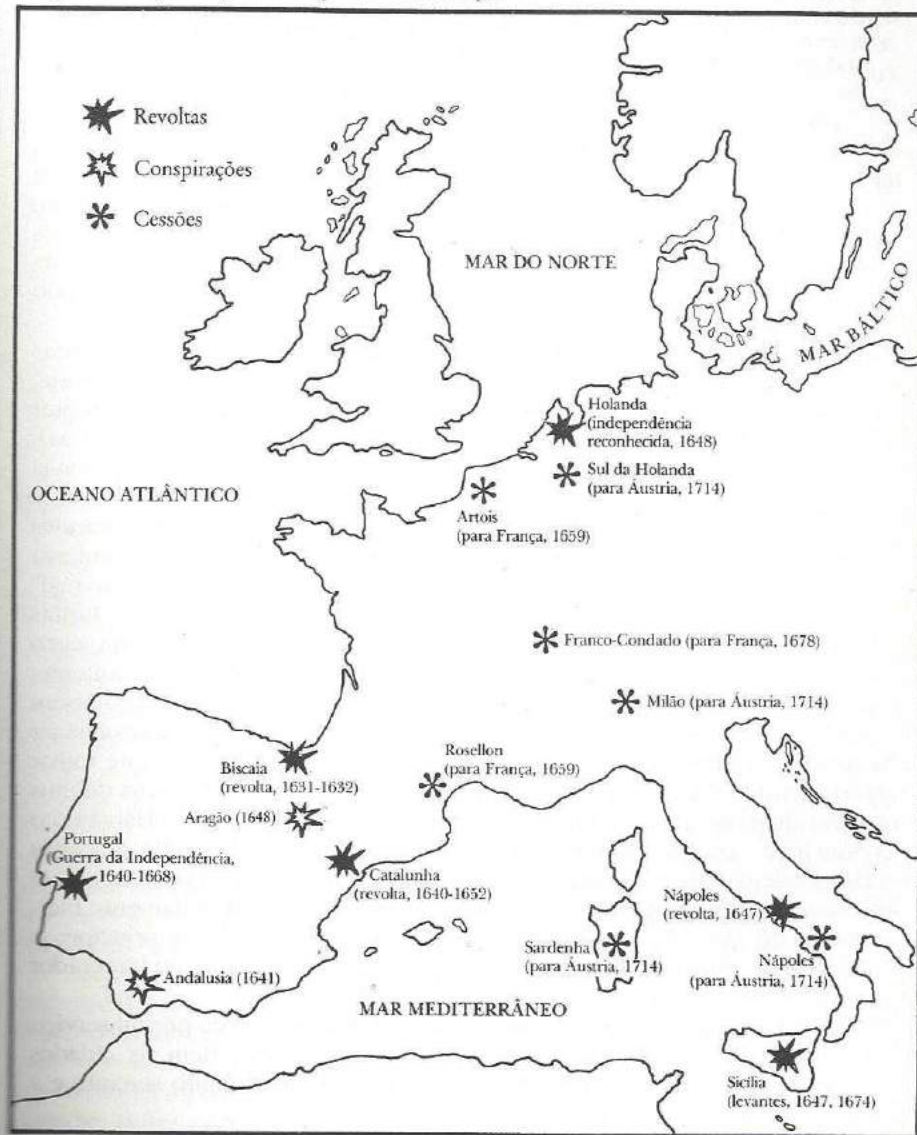 Revoltas
Conspirações
Cessões
MAR DO NORTE
MAR BÁLTICO
Holanda
(independência
reconhecida, 1648)
Sul da Holanda
(para Áustria, 1714)
OCEANO ATLÂNTICO
Artois
(para França, 1659)
Franco-Condado (para França, 1678)
Milão (para Áustria, 1714)
Rosellon
(para França, 1659)
Biscaia
(revolta, 1631-1632)
Aragão (1648)
Portugal
(Guerra da Independência,
1640-1668)
Catalunha
(revolta, 1640-1652)
Nápoles
(revolta, 1647)
Sardenha
(para Áustria, 1714)
Nápoles
(para Áustria, 1714)
Andalusia (1641)
MAR MEDITERRÂNEO
Sicília
(levantes, 1647, 1674)